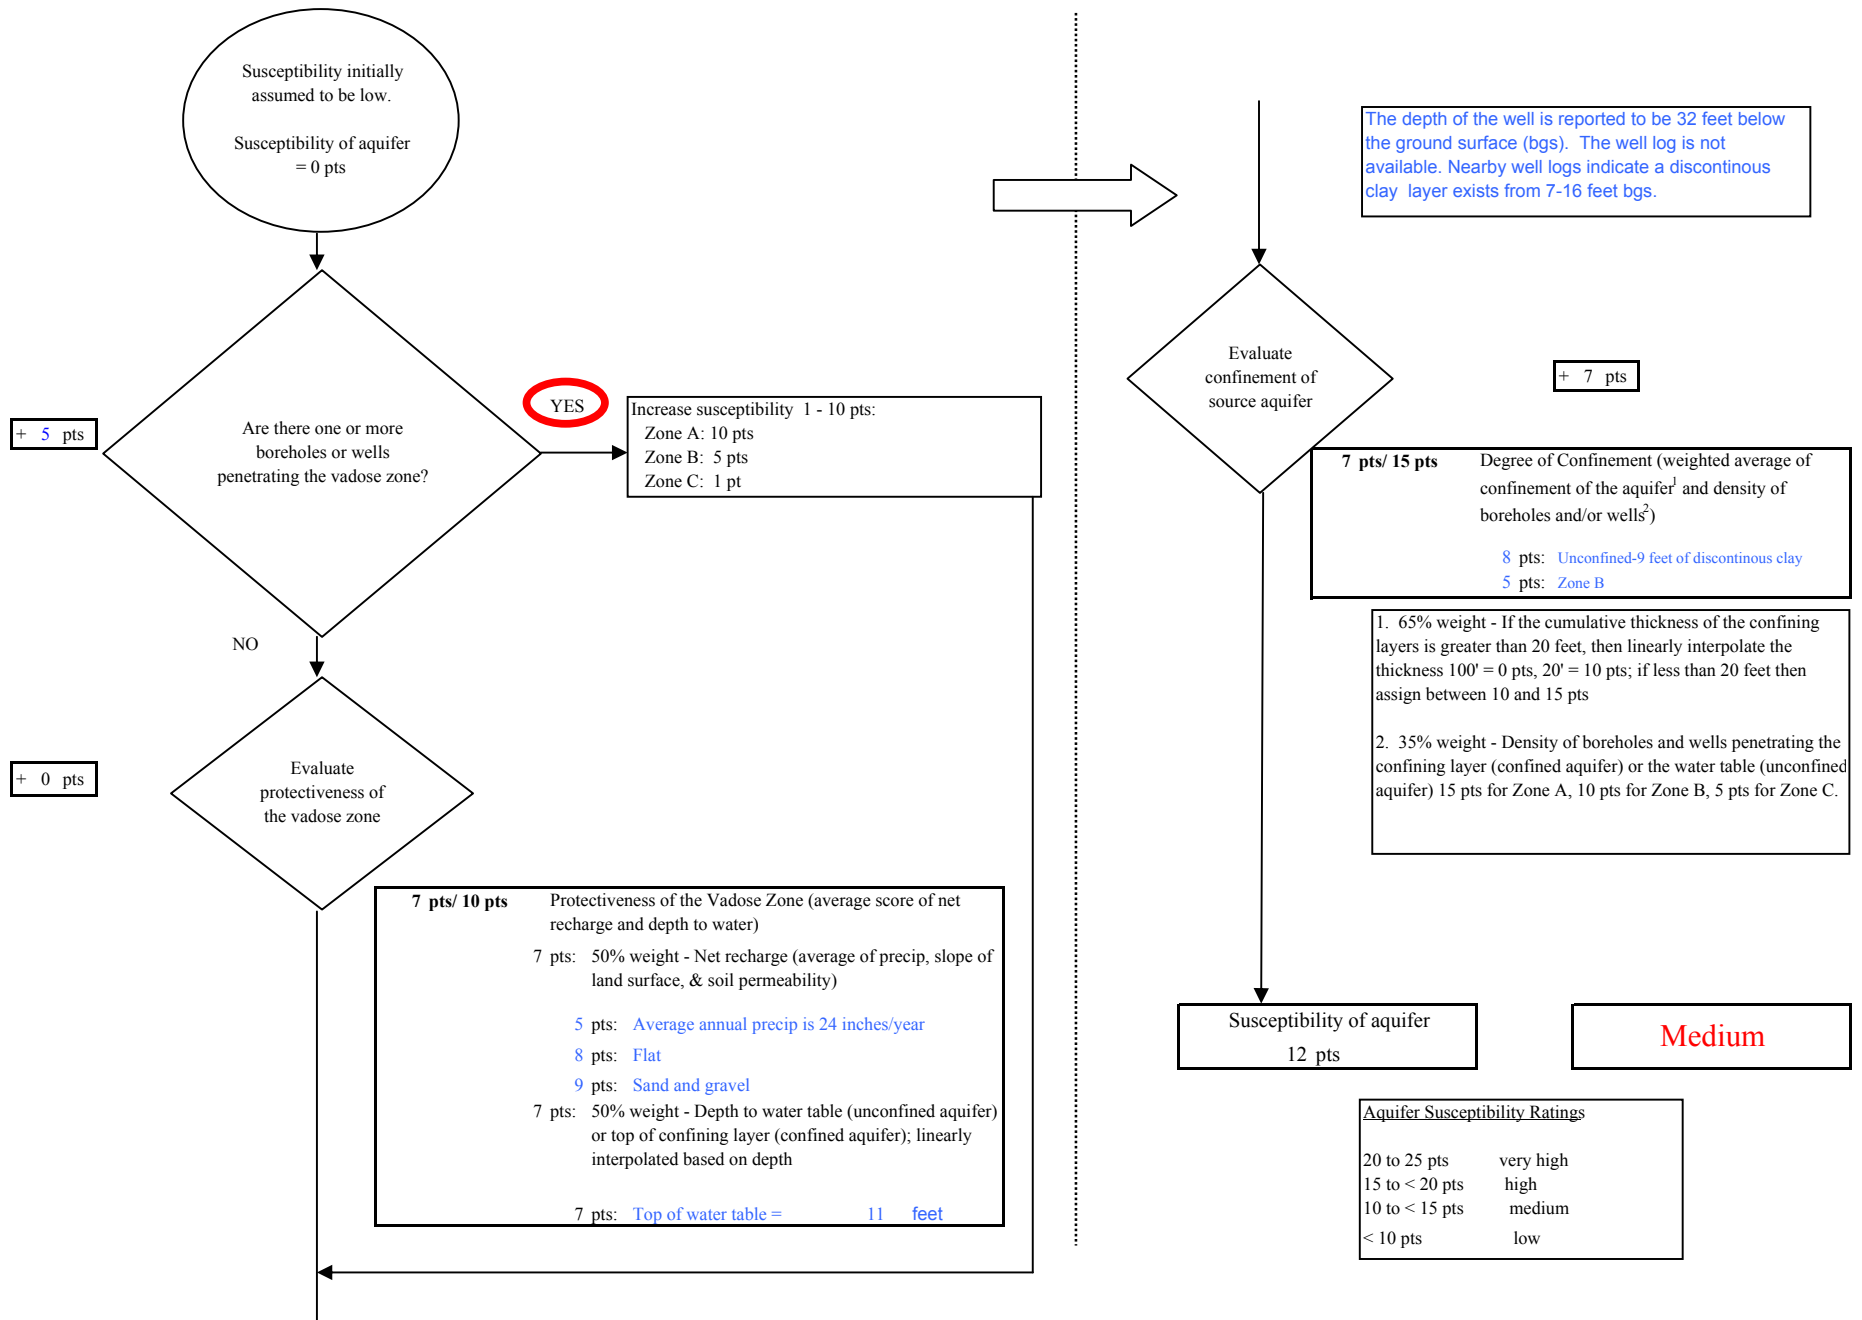 Susceptibility initially
assumed to be low.
Susceptibility of aquifer
= 0 pts
+ 5 pts
Are there one or more
boreholes or wells
penetrating the vadose zone?
YES
Increase susceptibility 1 - 10 pts:
Zone A: 10 pts
Zone B: 5 pts
Zone C: 1 pt
NO
+ 0 pts
Evaluate
protectiveness of
the vadose zone
7 pts/ 10 pts Protectiveness of the Vadose Zone (average score of net
recharge and depth to water)
7 pts: 50% weight - Net recharge (average of precip, slope of
land surface, & soil permeability)
5 pts: Average annual precip is 24 inches/year
8 pts: Flat
9 pts: Sand and gravel
7 pts: 50% weight - Depth to water table (unconfined aquifer)
or top of confining layer (confined aquifer); linearly
interpolated based on depth
7 pts: Top of water table = 11 feet
The depth of the well is reported to be 32 feet below
the ground surface (bgs). The well log is not
available. Nearby well logs indicate a discontinous
clay layer exists from 7-16 feet bgs.
Evaluate
confinement of
source aquifer
+ 7 pts
7 pts/ 15 pts Degree of Confinement (weighted average of
confinement of the aquifer1 and density of
boreholes and/or wells2)
8 pts: Unconfined-9 feet of discontinous clay
5 pts: Zone B
1. 65% weight - If the cumulative thickness of the confining
layers is greater than 20 feet, then linearly interpolate the
thickness 100' = 0 pts, 20' = 10 pts; if less than 20 feet then
assign between 10 and 15 pts
2. 35% weight - Density of boreholes and wells penetrating the
confining layer (confined aquifer) or the water table (unconfined
aquifer) 15 pts for Zone A, 10 pts for Zone B, 5 pts for Zone C.
Susceptibility of aquifer
12 pts
Medium
Aquifer Susceptibility Ratings
20 to 25 pts very high
15 to < 20 pts high
10 to < 15 pts medium
< 10 pts low